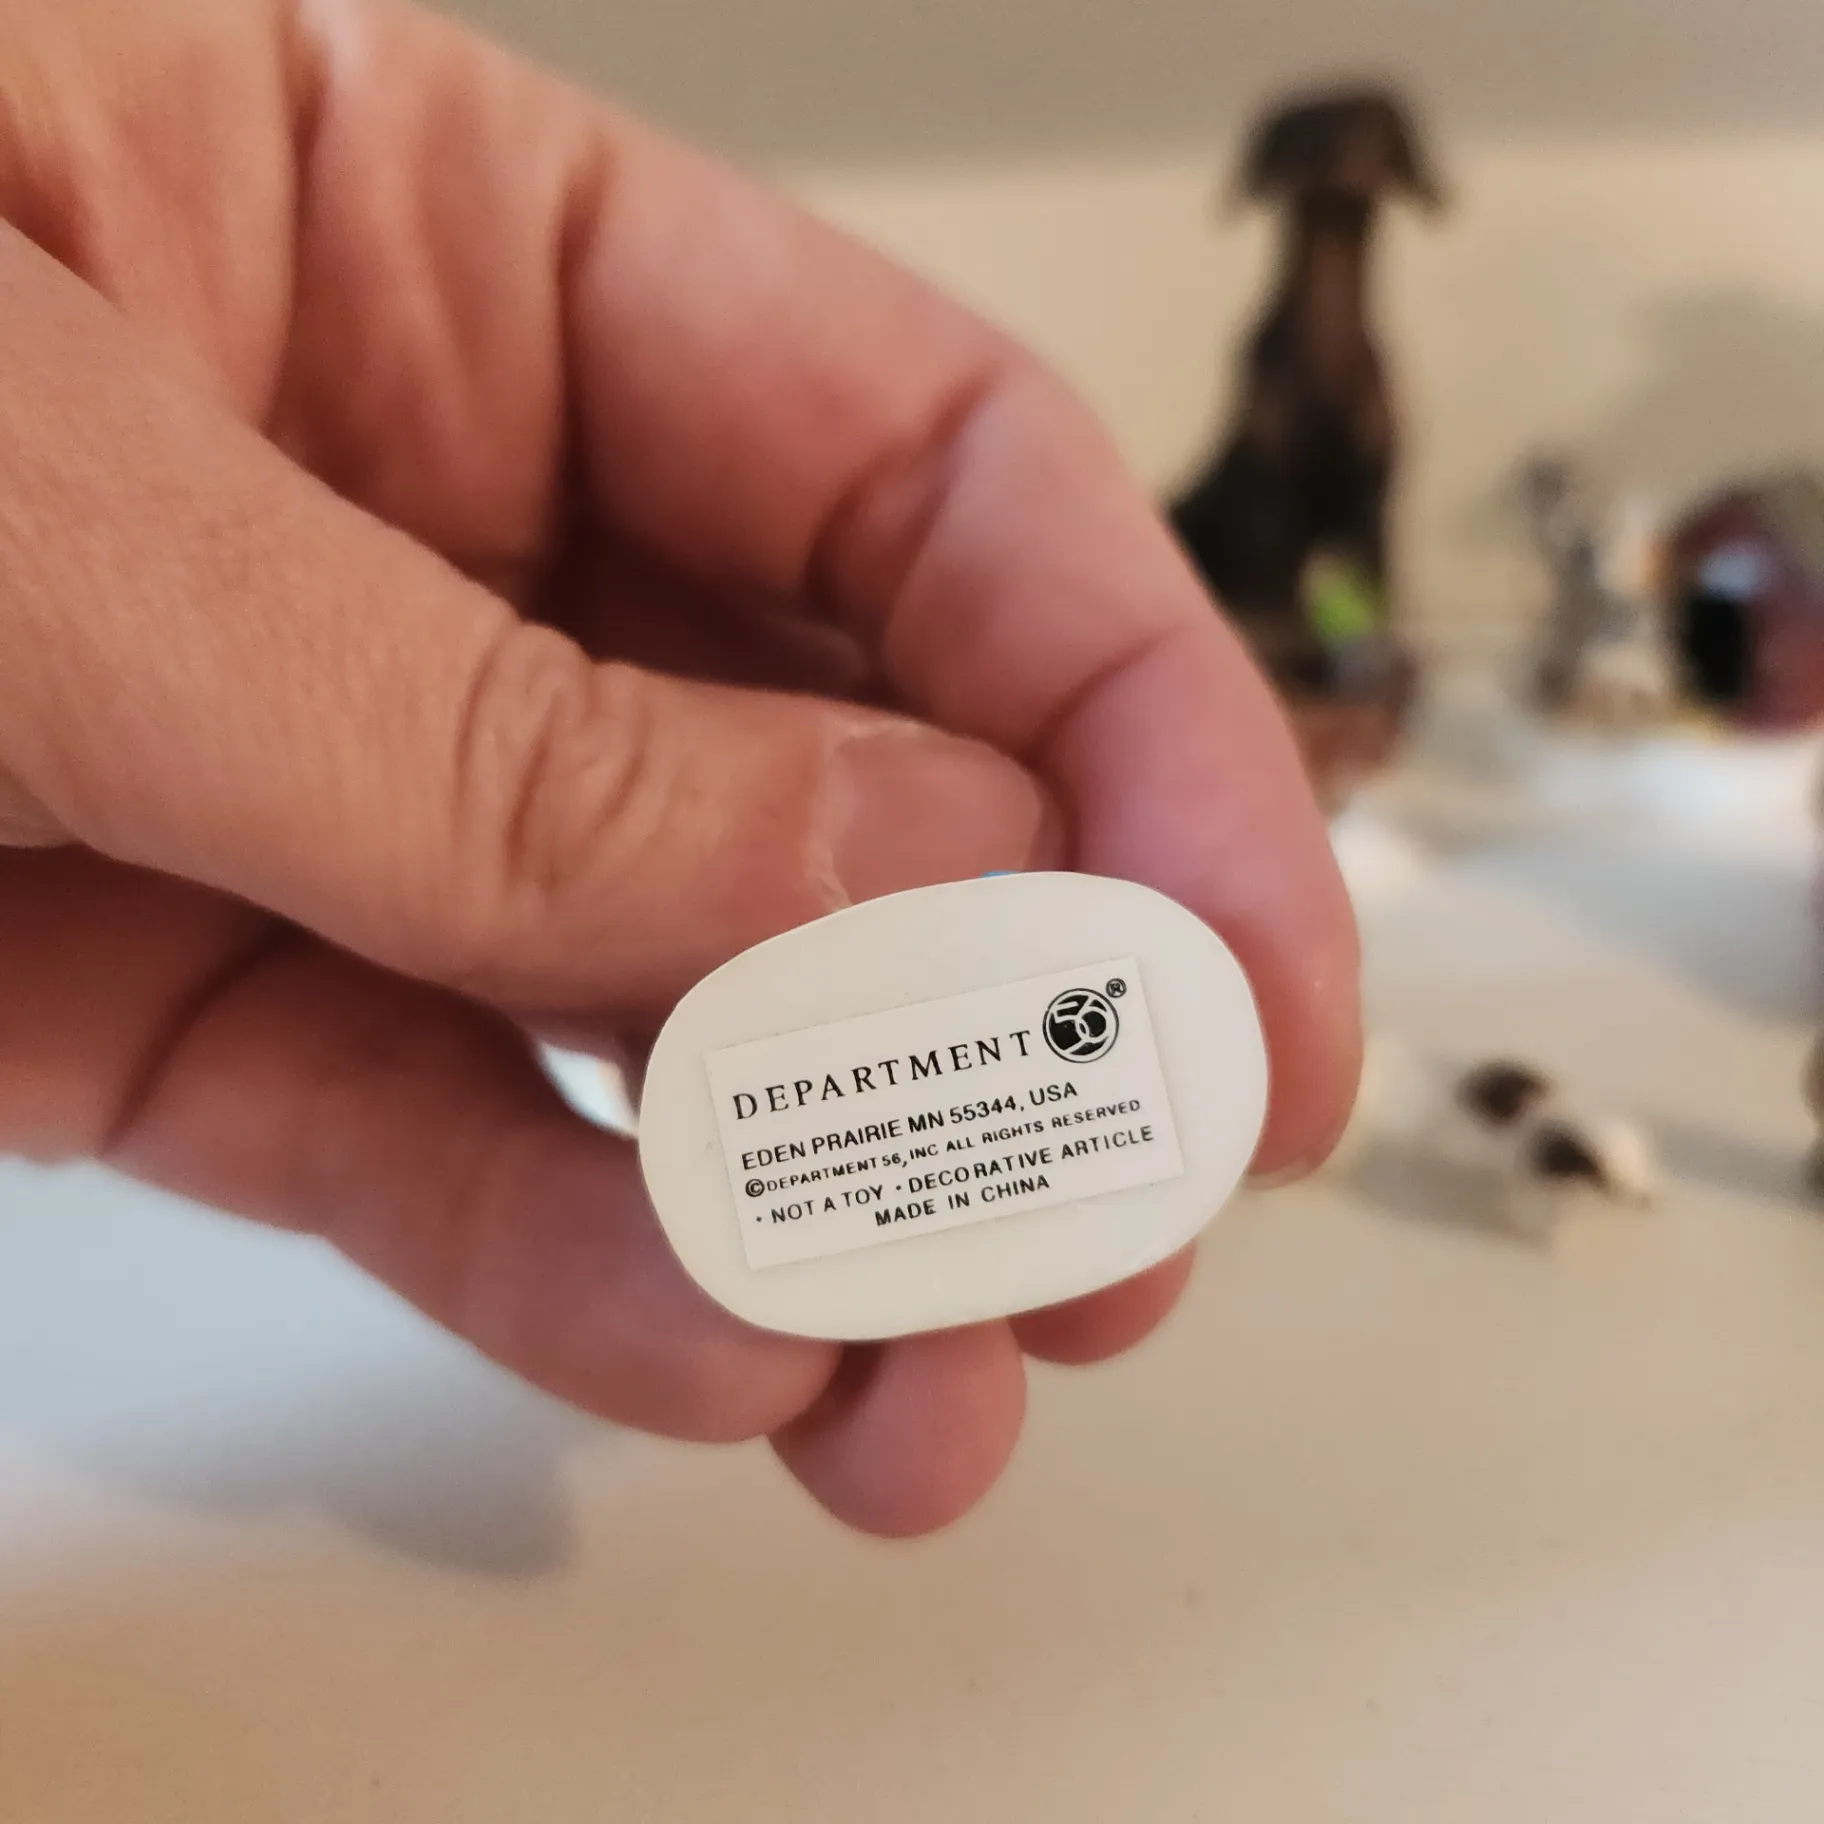 DEPARTMENT 56®
EDEN PRAIRIE MN 55344, USA
©DEPARTMENT 56, INC ALL RIGHTS RESERVED
• NOT A TOY • DECORATIVE ARTICLE
MADE IN CHINA